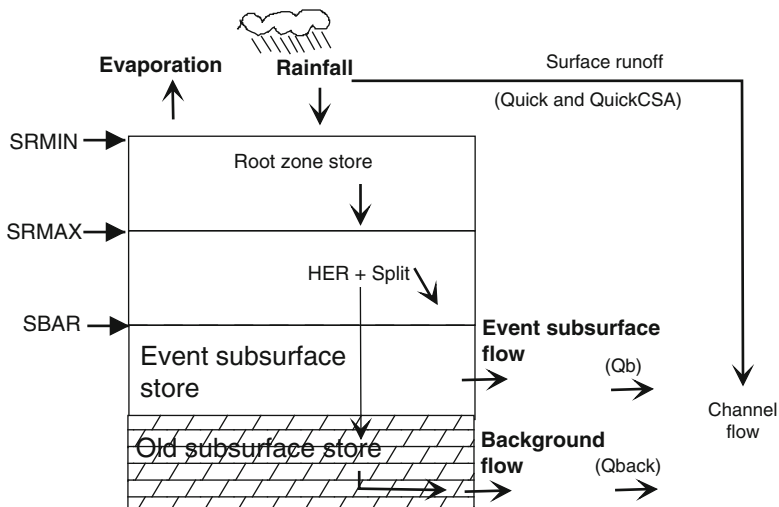 Evaporation
Rainfall
Surface runoff
(Quick and QuickCSA)
SRMIN
Root zone store
SRMAX
HER + Split
SBAR
Event subsurface
store
Event subsurface
flow
(Qb)
Channel
flow
Old subsurface store
Background
flow
(Qback)